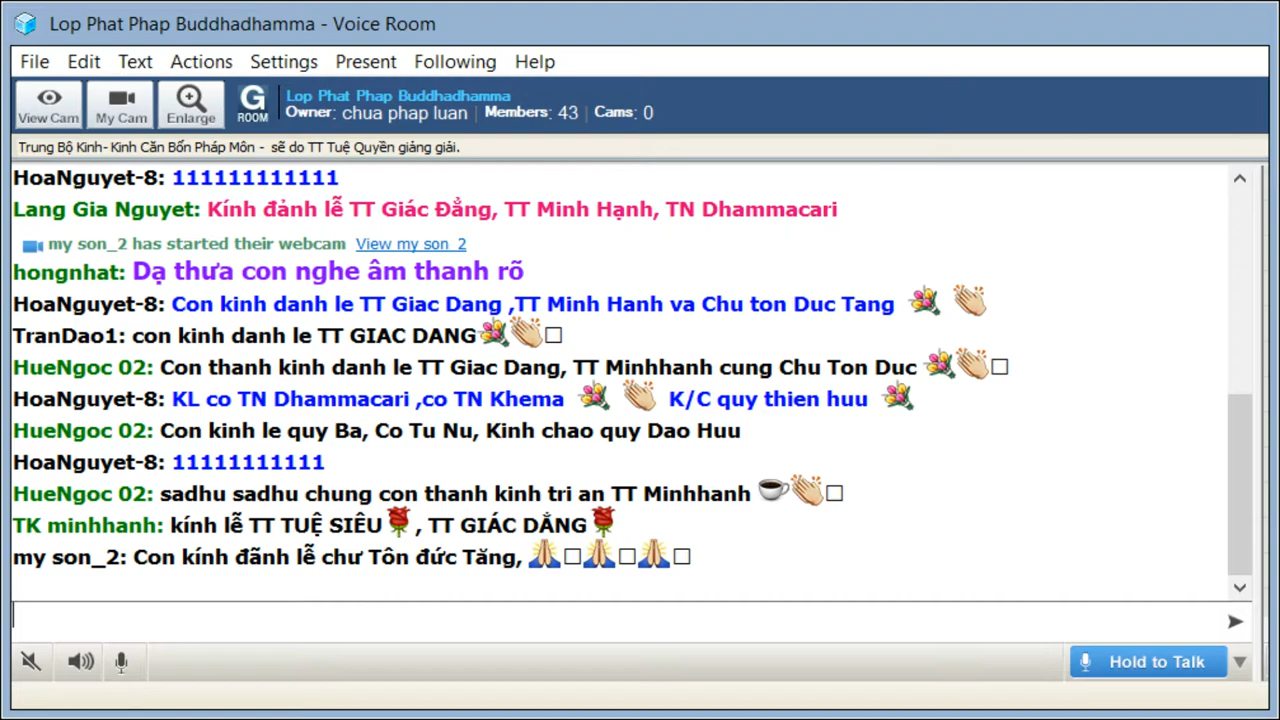 Lop Phat Phap Buddhadhamma - Voice Room
File Edit Text Actions Settings Present Following Help
View Cam My Cam Enlarge G ROOM
Lop Phat Phap Buddhadhamma
Owner: chua phap luan | Members: 43 | Cams: 0
Trung Bộ Kinh- Kinh Căn Bổn Pháp Môn - sẽ do TT Tuệ Quyền giảng giải.
HoaNguyet-8: 111111111111
Lang Gia Nguyet: Kính đảnh lễ TT Giác Đẳng, TT Minh Hạnh, TN Dhammacari
my son_2 has started their webcam View my son_2
hongnhat: Dạ thưa con nghe âm thanh rõ
HoaNguyet-8: Con kinh danh le TT Giac Dang ,TT Minh Hanh va Chu ton Duc Tang
TranDao1: con kinh danh le TT GIAC DANG
HueNgoc 02: Con thanh kinh danh le TT Giac Dang, TT Minhhanh cung Chu Ton Duc
HoaNguyet-8: KL co TN Dhammacari ,co TN Khema K/C quy thien huu
HueNgoc 02: Con kinh le quy Ba, Co Tu Nu, Kinh chao quy Dao Huu
HoaNguyet-8: 11111111111
HueNgoc 02: sadhu sadhu chung con thanh kinh tri an TT Minhhanh
TK minhhanh: kính lễ TT TUỆ SIÊU , TT GIÁC DẲNG
my son_2: Con kính đãnh lễ chư Tôn đức Tăng,
Hold to Talk